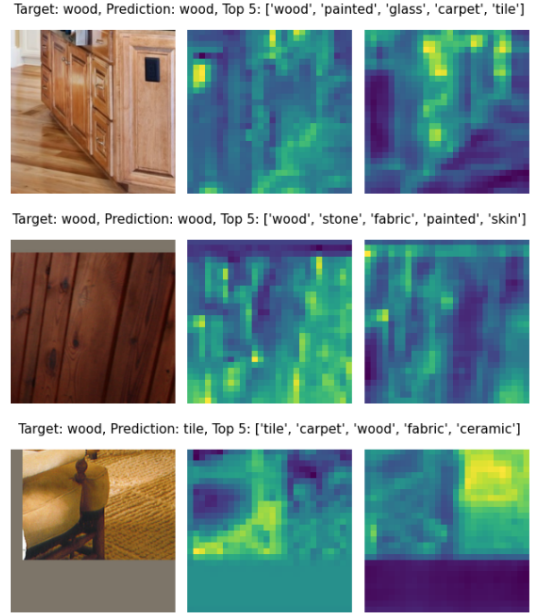 Target: wood, Prediction: wood, Top 5: ['wood', 'painted', 'glass', 'carpet', 'tile']
Target: wood, Prediction: wood, Top 5: ['wood', 'stone', 'fabric', 'painted', 'skin']
Target: wood, Prediction: tile, Top 5: ['tile', 'carpet', 'wood', 'fabric', 'ceramic']